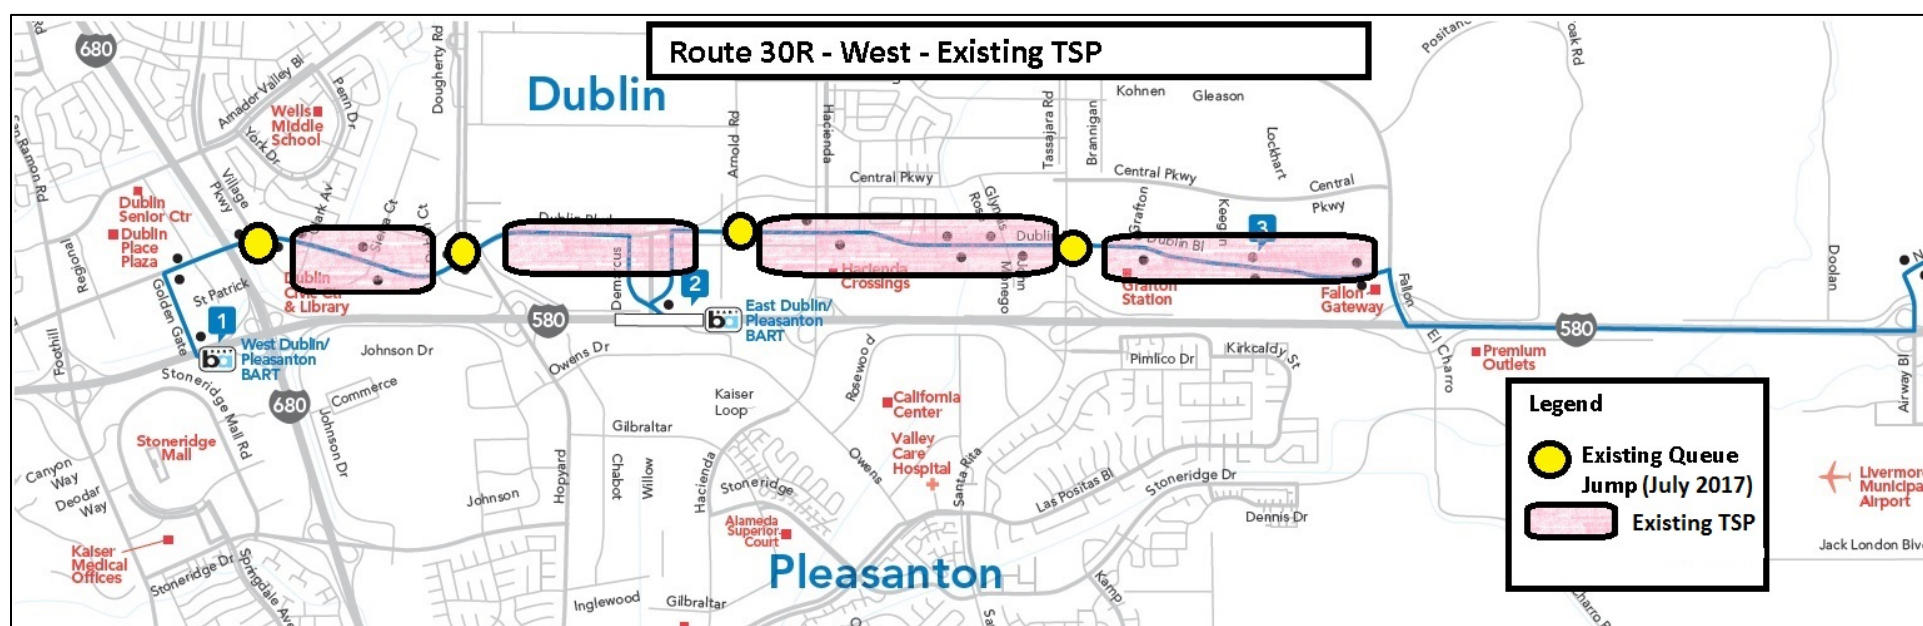 Route 30R - West - Existing TSP
680
Dublin
Dougherty Rd
Amador Valley Bl
Penn Dr
Wells
Middle
School
York Dr
Village
Pkwy
San Ramon Rd
Arnold Rd
Hacienda
Tassajara Rd
Brannigan
Kohnen
Gleason
Lockhart
Central Pkwy
Central Pkwy
Central
Pkwy
Dublin
Senior Ctr
Dublin
Place
Plaza
Regional
Golden Gate
St Patrick
Sierra Ct
Dublin
& Library
Demarcus
Dublin
Hacienda
Crossings
Grafton
Keegan
Dublin Bl
3
Grafton
Station
Fallon
Gateway
Fallon
Doolan
1
West Dublin/
Pleasanton
BART
2
East Dublin/
Pleasanton
BART
580
580
Foothill
Johnson Dr
Owens Dr
Commerce
Johnson Dr
Stoneridge Mall Rd
680
Stoneridge
Mall
Rosewood
Pimlico Dr
Kirkcaldy St
El Charro
Premium
Outlets
Airway Bl
Kaiser
Loop
California
Center
Gilbraltar
Valley
Care
Hospital
Owens
Santa Rita
Las Positas Bl
Stoneridge Dr
Dennis Dr
Canyon
Way
Deodar
Way
Johnson
Hopyard
Chabot
Willow
Hacienda
Stoneridge
Alameda
Superior
Court
Kaiser
Medical
Offices
Stoneridge Dr
Springdale Ave
Pleasanton
Kamp
Inglewood
Gilbraltar
Legend
Existing Queue
Jump (July 2017)
Existing TSP
Livermore
Municipa
Airport
Jack London Blv